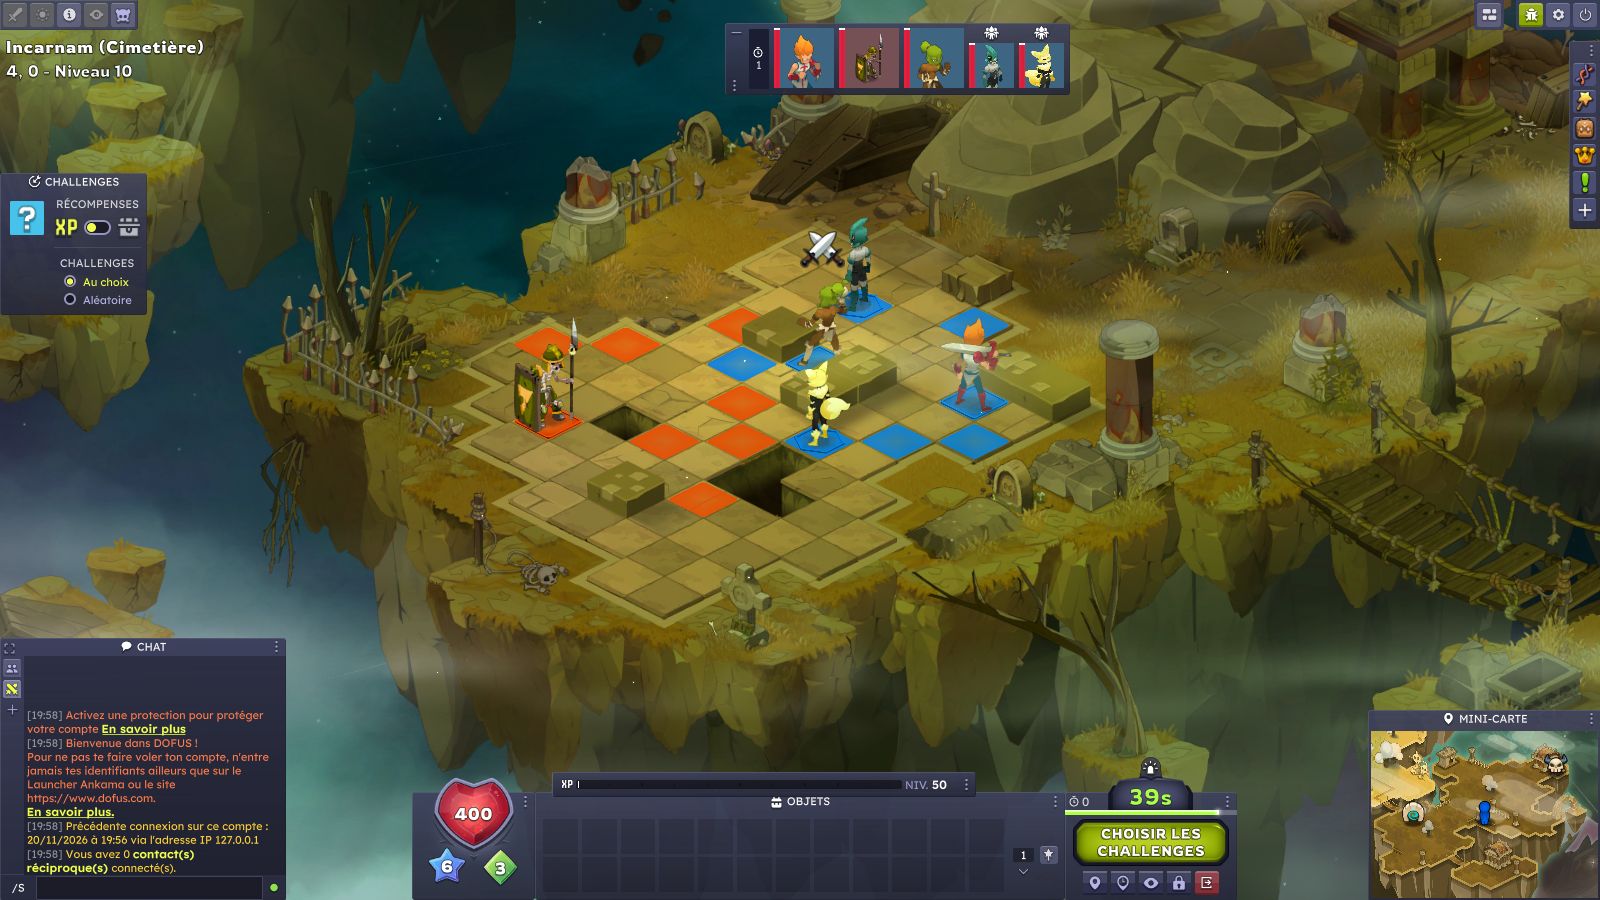 Incarnam (Cimetière)
4, 0 - Niveau 10
1
CHALLENGES
?
RÉCOMPENSES
XP
CHALLENGES
Au choix
Aléatoire
CHAT
[19:58] Activez une protection pour protéger
votre compte En savoir plus
[19:58] Bienvenue dans DOFUS !
Pour ne pas te faire voler ton compte, n'entre
jamais tes identifiants ailleurs que sur le
Launcher Ankama ou le site
https://www.dofus.com.
En savoir plus.
[19:58] Précédente connexion sur ce compte :
20/11/2026 à 19:56 via l'adresse IP 127.0.0.1
[19:58] Vous avez 0 contact(s)
réciproque(s) connecté(s).
/S
400
6
3
XP
NIV. 50
OBJETS
1
0
39s
CHOISIR LES
CHALLENGES
MINI-CARTE